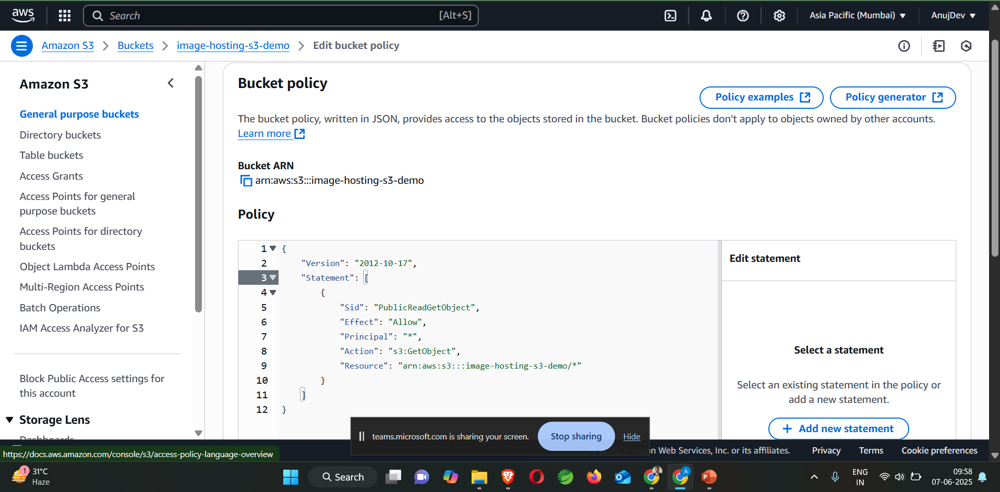 aws
Search
[Alt+S]
Asia Pacific (Mumbai)
AnujDev
Amazon S3
Buckets
image-hosting-s3-demo
Edit bucket policy
Amazon S3
General purpose buckets
Directory buckets
Table buckets
Access Grants
Access Points for general
purpose buckets
Access Points for directory
buckets
Object Lambda Access Points
Multi-Region Access Points
Batch Operations
IAM Access Analyzer for S3
Block Public Access settings for
this account
Storage Lens
Dashboards
Bucket policy
Policy examples
Policy generator
The bucket policy, written in JSON, provides access to the objects stored in the bucket. Bucket policies don't apply to objects owned by other accounts.
Learn more
Bucket ARN
arn:aws:s3:::image-hosting-s3-demo
Policy
1 {
2 "Version": "2012-10-17",
3 "Statement": [
4 {
5 "Sid": "PublicReadGetObject",
6 "Effect": "Allow",
7 "Principal": "*",
8 "Action": "s3:GetObject",
9 "Resource": "arn:aws:s3:::image-hosting-s3-demo/*"
10 }
11 ]
12 }
Edit statement
Select a statement
Select an existing statement in the policy or
add a new statement.
+ Add new statement
teams.microsoft.com is sharing your screen.
Stop sharing
Hide
Amazon Web Services, Inc. or its affiliates.
Privacy
Terms
Cookie preferences
https://docs.aws.amazon.com/console/s3/access-policy-language-overview
1
31°C
Haze
Search
A
P
ENG
IN
09:58
07-06-2025